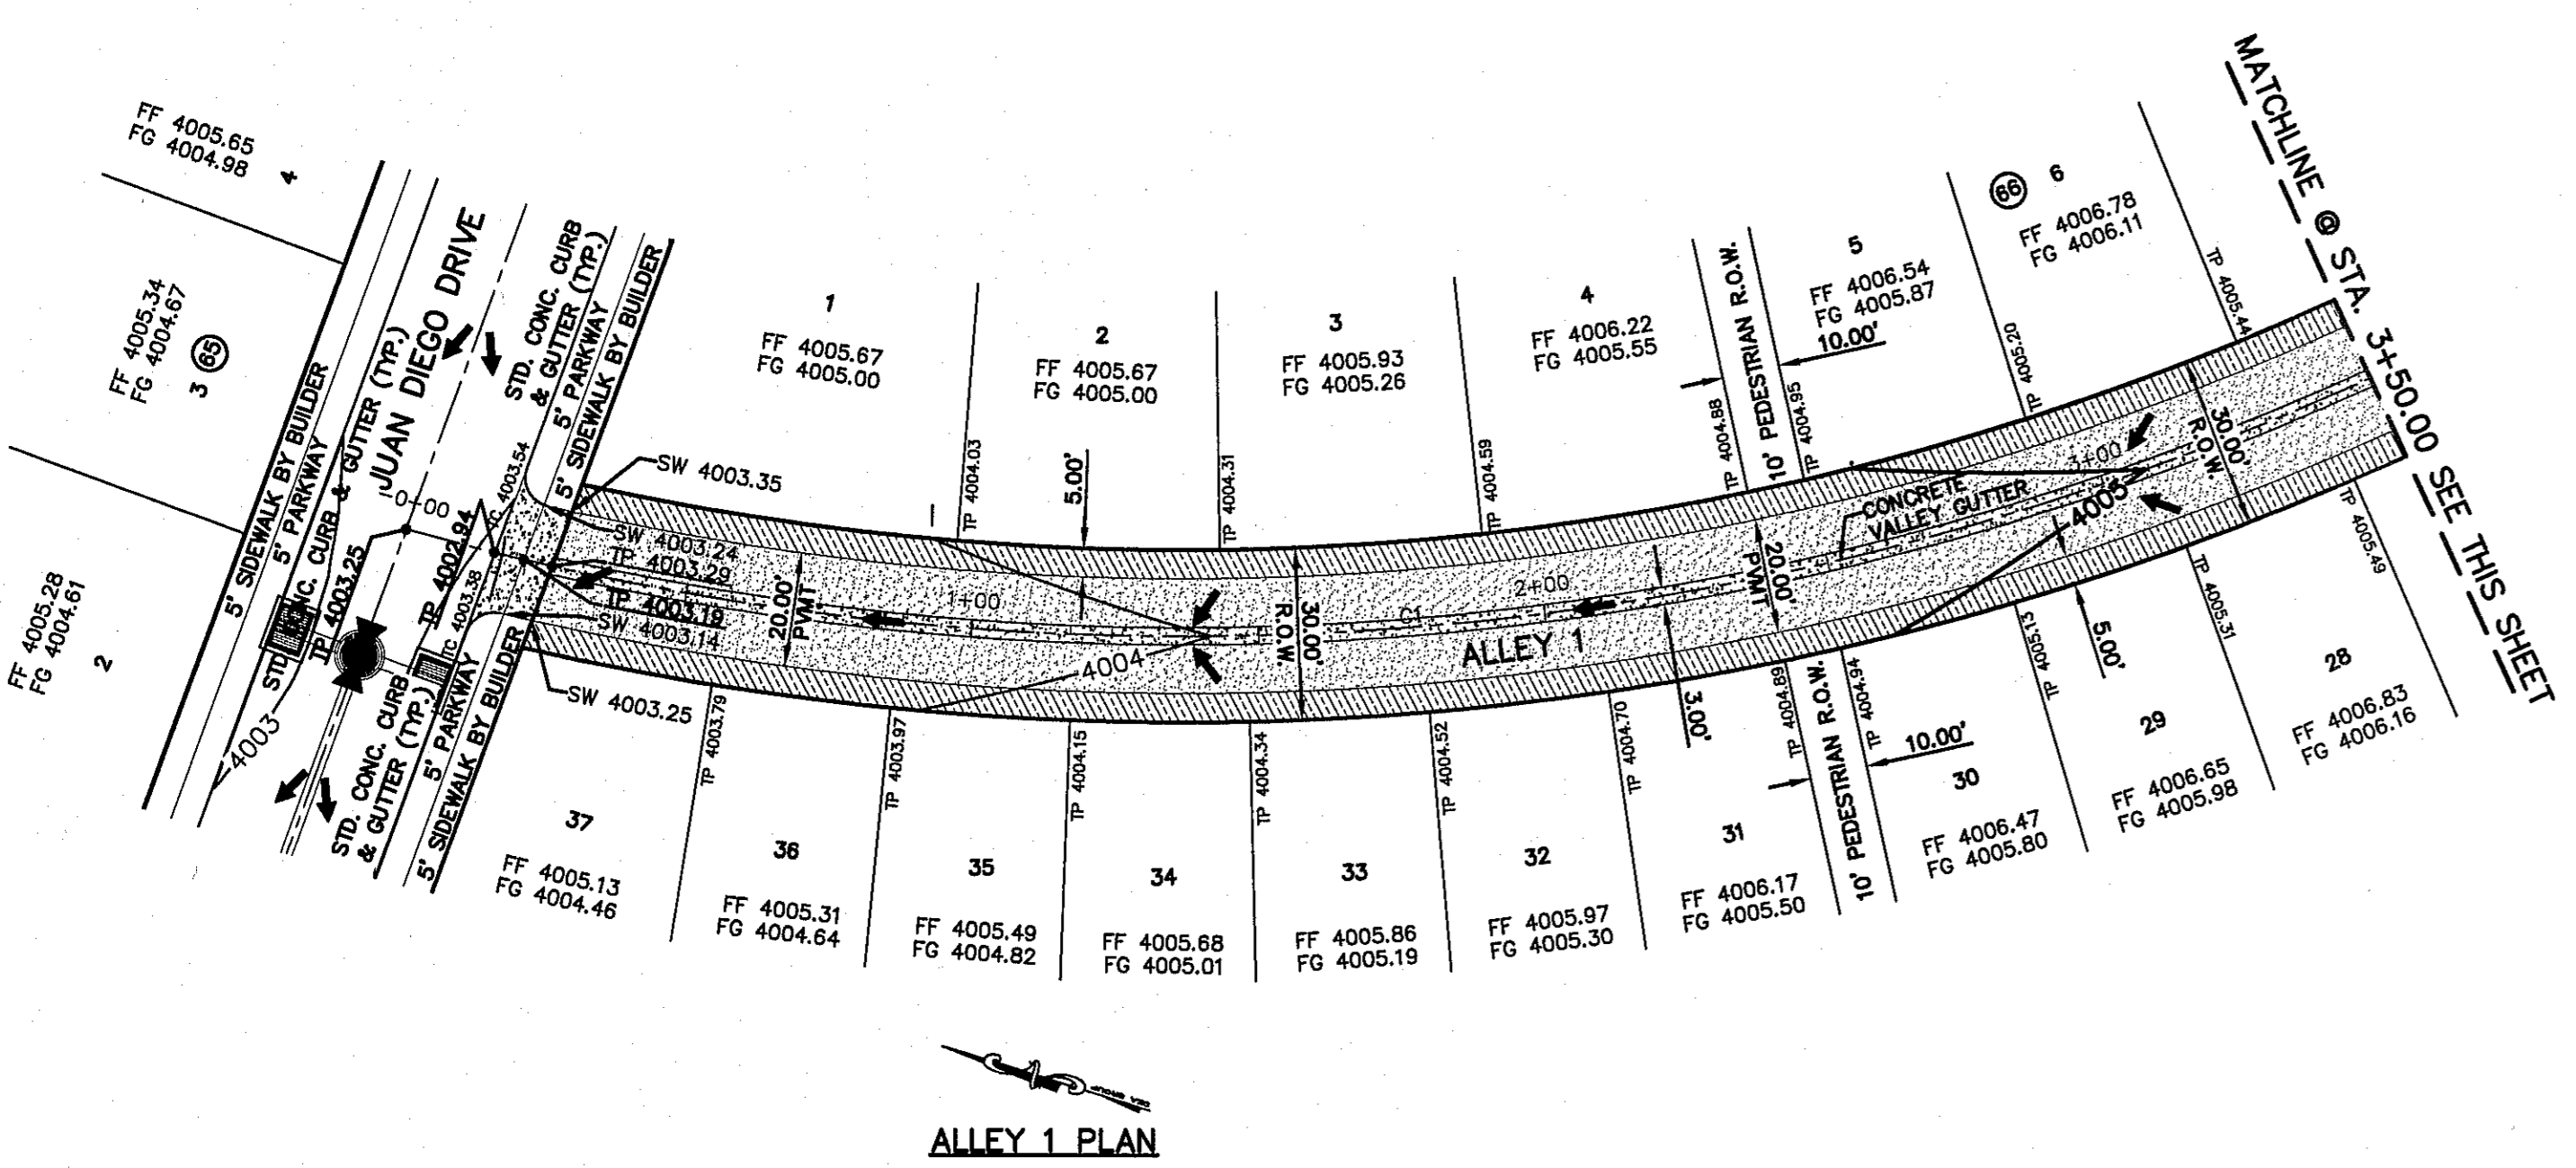 MATCHLINE @ STA. 3+50.00 SEE THIS SHEET
FF 4005.65
FG 4004.98
4
FF 4005.34
FG 4004.67
3
65
FF 4005.28
FG 4004.61
2
5' SIDEWALK BY BUILDER
5' PARKWAY
STD. CONC. CURB & GUTTER (TYP.)
JUAN DIEGO DRIVE
STD. CONC. CURB
& GUTTER (TYP.)
5' PARKWAY
5' SIDEWALK BY BUILDER
0+00
TP 4003.25
TP 4002.94
TC 4003.54
TC 4003.38
4003
STD. CONC. CURB
& GUTTER (TYP.)
5' PARKWAY
5' SIDEWALK BY BUILDER
SW 4003.35
SW 4003.24
TP 4003.29
TP 4003.19
SW 4003.14
SW 4003.25
1
FF 4005.67
FG 4005.00
TP 4004.03
2
FF 4005.67
FG 4005.00
TP 4004.31
3
FF 4005.93
FG 4005.26
TP 4004.59
4
FF 4006.22
FG 4005.55
TP 4004.88
10' PEDESTRIAN R.O.W.
TP 4004.95
10.00'
5
FF 4006.54
FG 4005.87
TP 4005.20
66
6
FF 4006.78
FG 4006.11
TP 4005.44
5.00'
20.00'
PVMT
1+00
4004
30.00'
R.O.W.
C1
2+00
ALLEY 1
3.00'
20.00'
PVMT
CONCRETE
VALLEY GUTTER
3+00
4005
30.00'
R.O.W.
5.00'
37
FF 4005.13
FG 4004.46
TP 4003.79
36
FF 4005.31
FG 4004.64
TP 4003.97
35
FF 4005.49
FG 4004.82
TP 4004.15
34
FF 4005.68
FG 4005.01
TP 4004.34
33
FF 4005.86
FG 4005.19
TP 4004.52
32
FF 4005.97
FG 4005.30
TP 4004.70
31
FF 4006.17
FG 4005.50
TP 4004.89
10' PEDESTRIAN R.O.W.
TP 4004.94
10.00'
30
FF 4006.47
FG 4005.80
TP 4005.13
29
FF 4006.65
FG 4005.98
TP 4005.31
28
FF 4006.83
FG 4006.16
TP 4005.49
ALLEY 1 PLAN